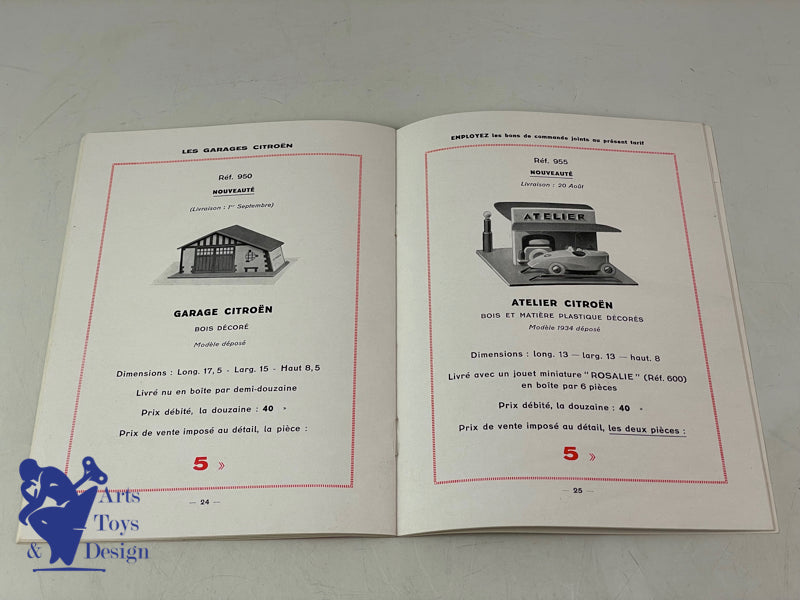 LES GARAGES CITROËN
Réf. 950
NOUVEAUTÉ
(Livraison : 1er Septembre)
GARAGE CITROËN
BOIS DÉCORÉ
Modèle déposé
Dimensions : Long. 17,5 - Larg. 15 - Haut 8,5
Livré nu en boîte par demi-douzaine
Prix débité, la douzaine : 40 »
Prix de vente imposé au détail, la pièce :
5 »
— 24 —
EMPLOYEZ les bons de commande joints au présent tarif
Réf. 955
NOUVEAUTÉ
Livraison : 20 Août
ATELIER
ATELIER CITROËN
BOIS ET MATIÈRE PLASTIQUE DÉCORÉS
Modèle 1934 déposé
Dimensions : long. 13 — larg. 13 — haut. 8
Livré avec un jouet miniature "ROSALIE" (Réf. 600)
en boîte par 6 pièces
Prix débité, la douzaine : 40 »
Prix de vente imposé au détail, les deux pièces :
5 »
— 25 —
Arts
Toys
& Design